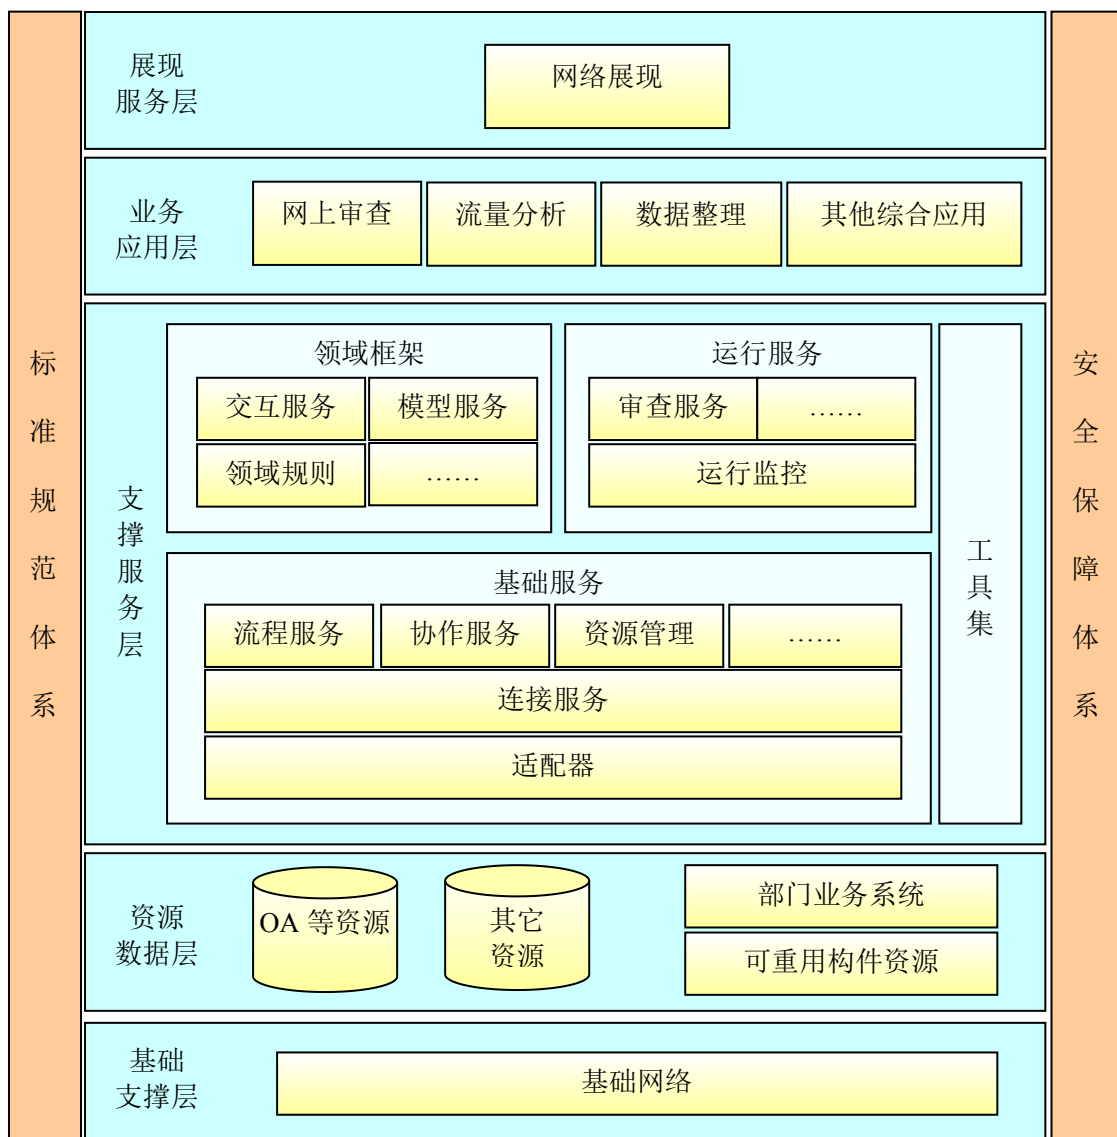 标准规范体系
展现
服务层
网络展现
业务
应用层
网上审查
流量分析
数据整理
其他综合应用
支撑服务层
领域框架
交互服务
模型服务
领域规则
……
运行服务
审查服务
……
运行监控
基础服务
流程服务
协作服务
资源管理
……
连接服务
适配器
工具集
资源
数据层
OA 等资源
其它
资源
部门业务系统
可重用构件资源
基础
支撑层
基础网络
安全保障体系